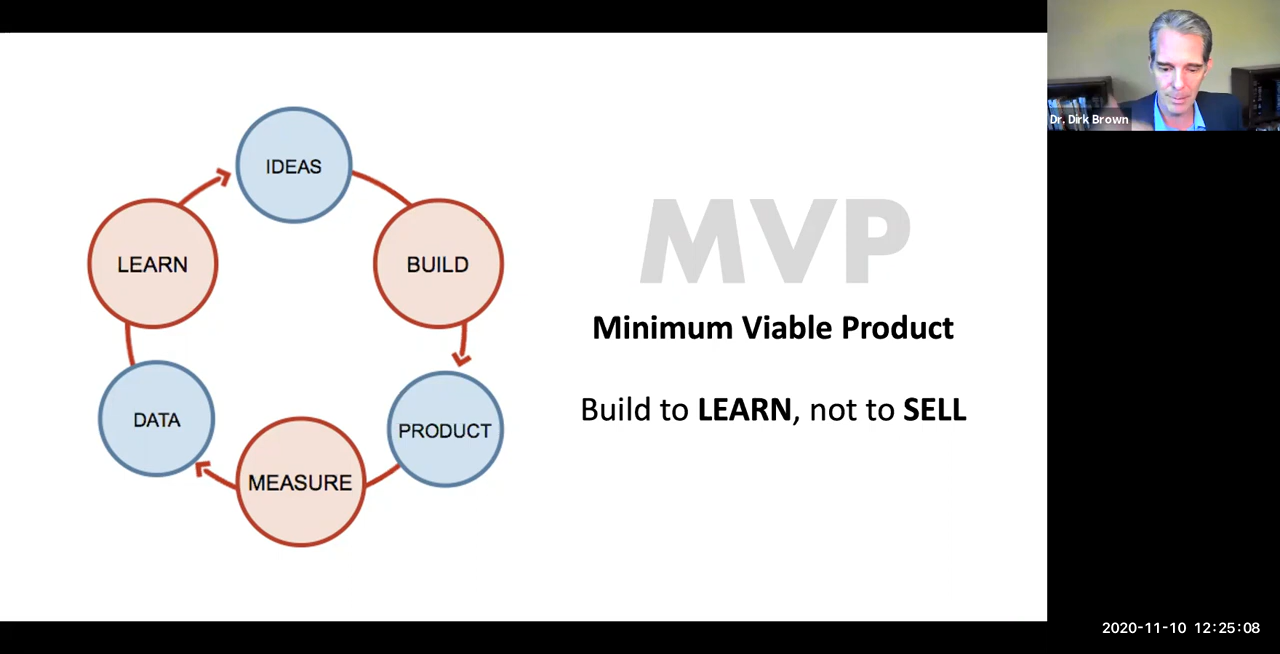 IDEAS
LEARN
BUILD
DATA
PRODUCT
MEASURE
MVP
Minimum Viable Product
Build to LEARN, not to SELL
Dr. Dirk Brown
2020-11-10 12:25:08